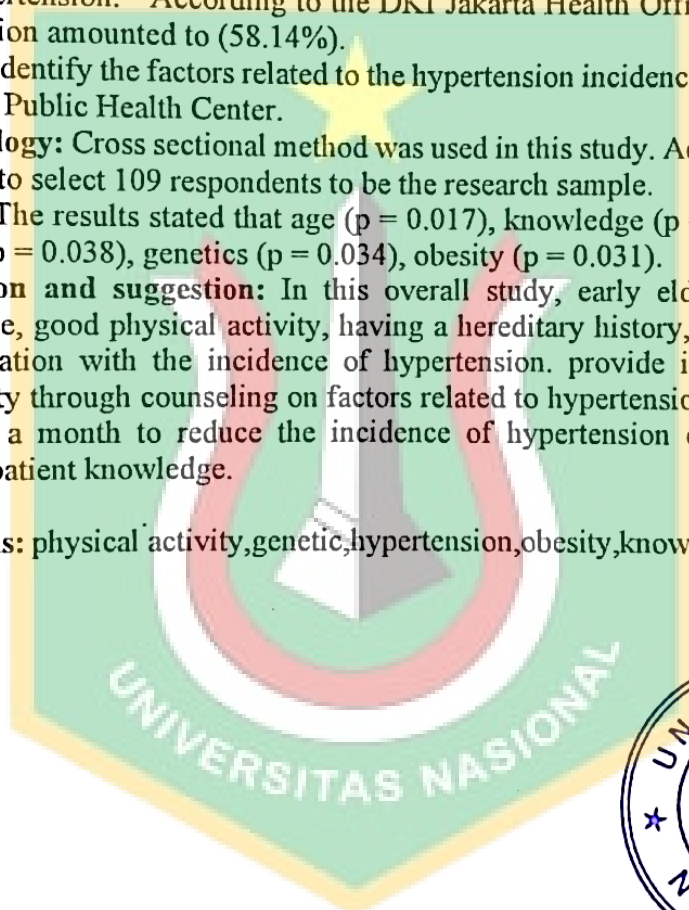 rtension. According to the DKI Jakarta Health Offi
ion amounted to (58.14%).
dentify the factors related to the hypertension incidenc
Public Health Center.
logy: Cross sectional method was used in this study. A
to select 109 respondents to be the research sample.
The results stated that age (p = 0.017), knowledge (p
p = 0.038), genetics (p = 0.034), obesity (p = 0.031).
on and suggestion: In this overall study, early eld
e, good physical activity, having a hereditary history,
ation with the incidence of hypertension. provide i
ty through counseling on factors related to hypertensio
a month to reduce the incidence of hypertension
patient knowledge.
s: physical activity,genetic,hypertension,obesity,know
UNIVERSITAS NASIONAL
UN
N